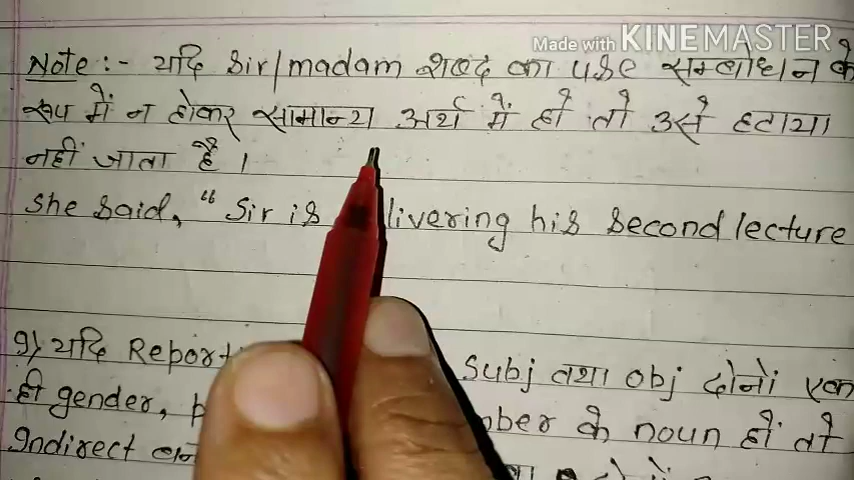 Made with KINEMASTER
Note :- यदि Sir/madam शब्द का use सम्बोधन के
रूप में न होकर सामान्य अर्थ में हो तो उसे हटाया
नहीं जाता है।
She said, "Sir is livering his second lecture
9) यदि Report Subj तथा obj दोनों एक
ही gender, ber के noun हों तो
Indirect